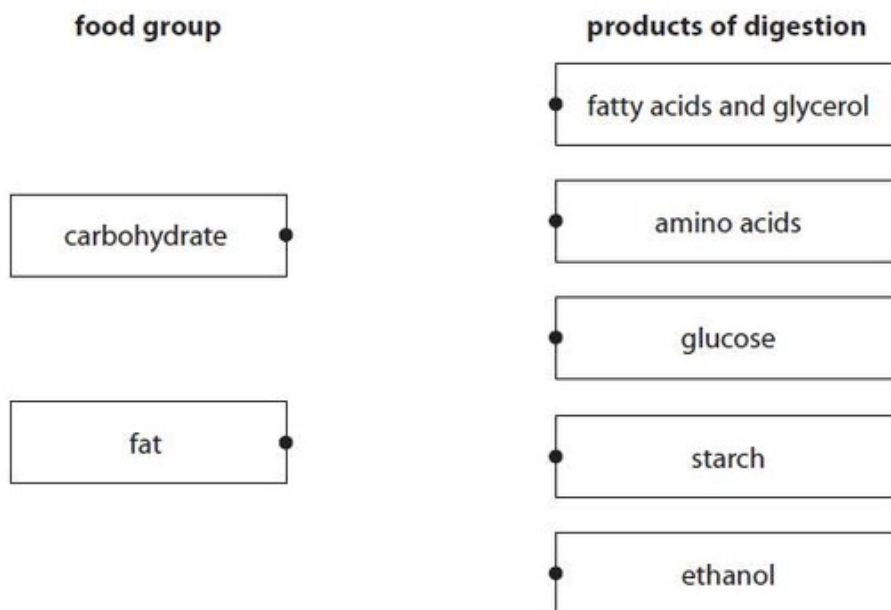 food group
products of digestion
fatty acids and glycerol
carbohydrate
amino acids
glucose
fat
starch
ethanol